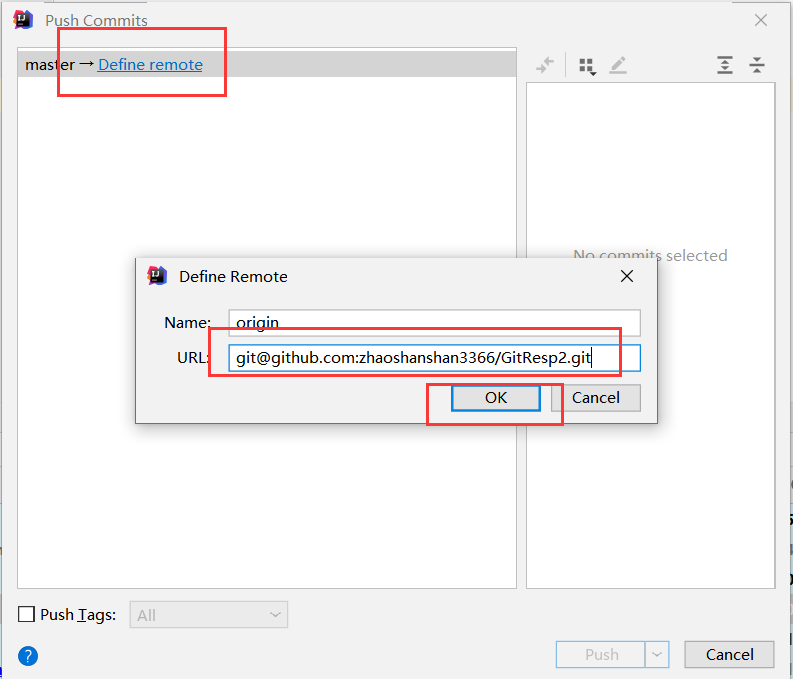 Push Commits
master → Define remote
No commits selected
Define Remote
Name: origin
URL: git@github.com:zhaoshanshan3366/GitResp2.git
OK Cancel
Push Tags: All
? Push Cancel